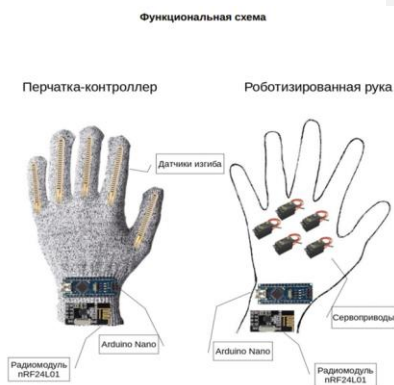 Функциональная схема
Перчатка-контроллер
Роботизированная рука
Датчики изгиба
Сервоприводы
Arduino Nano
Arduino Nano
Радиомодуль
nRF24L01
Радиомодуль
nRF24L01